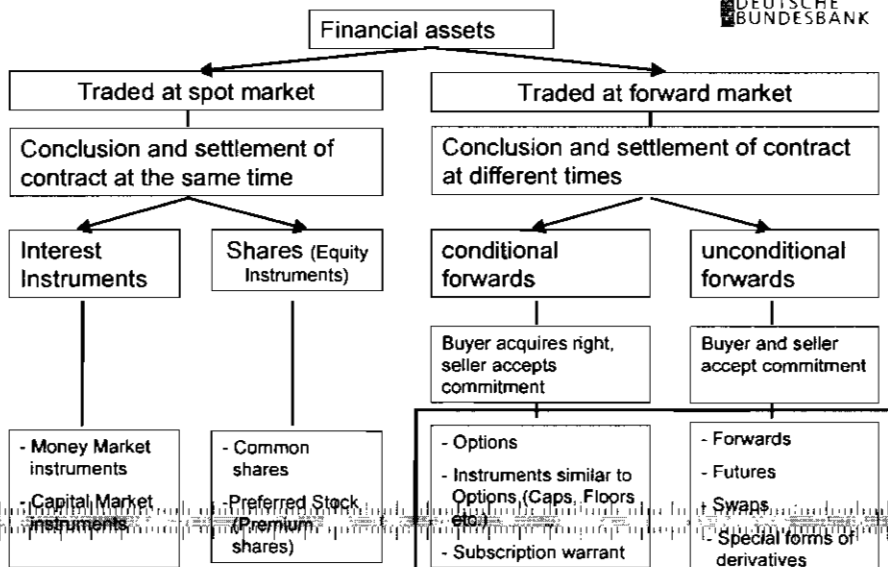 DEUTSCHE
BUNDESBANK
Financial assets
Traded at spot market
Traded at forward market
Conclusion and settlement of
contract at the same time
Conclusion and settlement of contract
at different times
Interest
Instruments
Shares (Equity
Instruments)
conditional
forwards
unconditional
forwards
Buyer acquires right,
seller accepts
commitment
Buyer and seller
accept commitment
- Money Market
instruments
- Capital Market
instruments
- Common
shares
-Preferred Stock
(Premium
shares)
- Options
- Instruments similar to
Options (Caps, Floors
etc.)
- Subscription warrant
- Forwards
- Futures
- Swaps
- Special forms of
derivatives